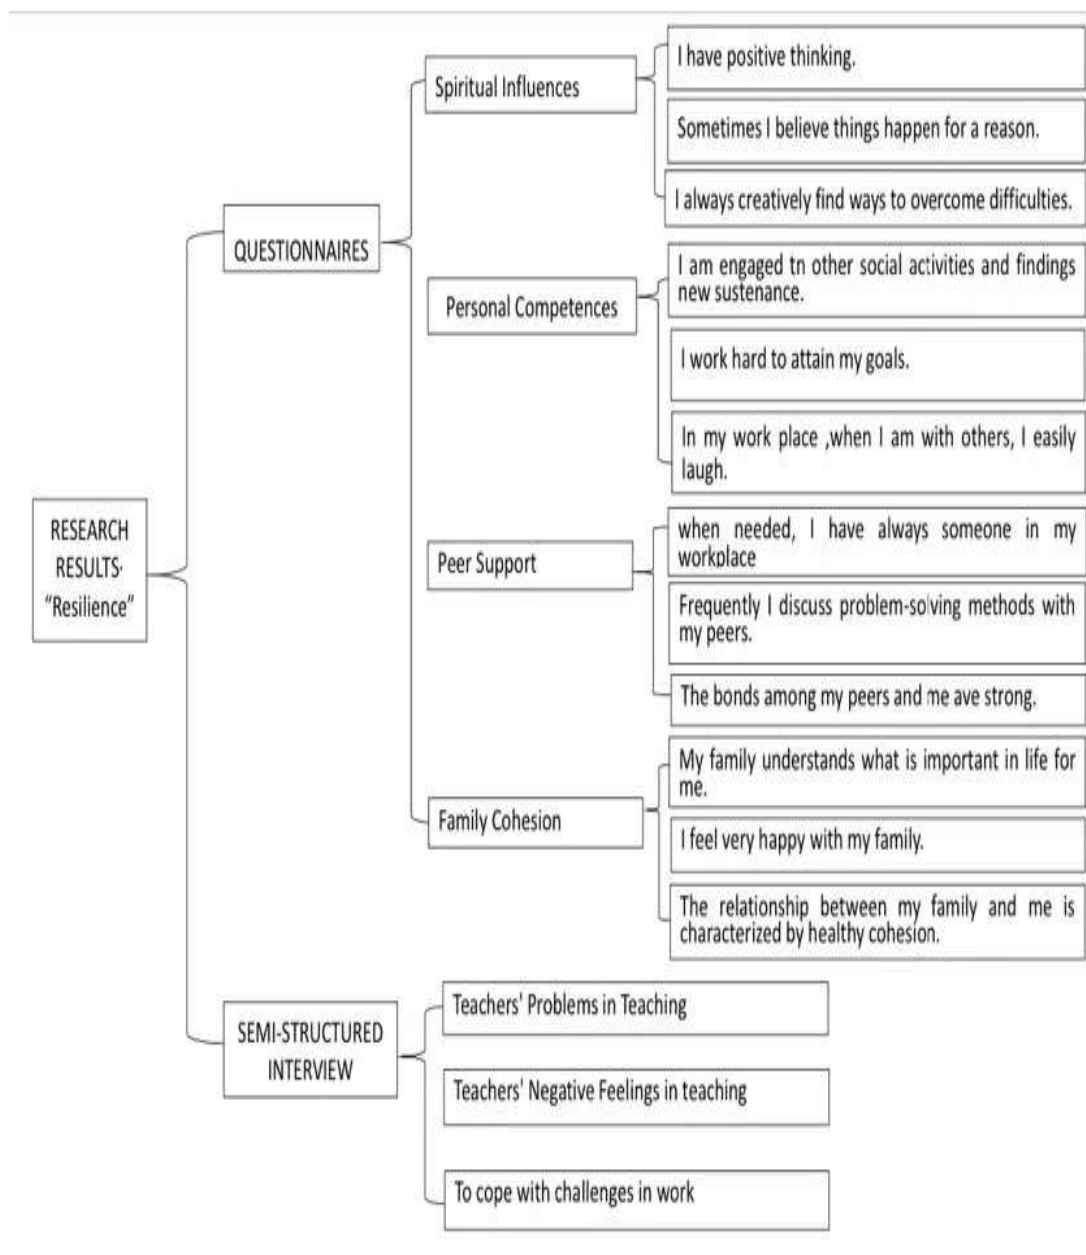 I have positive thinking.
Spiritual Influences
Sometimes I believe things happen for a reason.
I always creatively find ways to overcome difficulties.
QUESTIONNAIRES
I am engaged tn other social activities and findings
new sustenance.
Personal Competences
I work hard to attain my goals.
In my work place ,when I am with others, I easily
laugh.
RESEARCH
RESULTS·
“Resilience”
when needed, I have always someone in my
workplace
Peer Support
Frequently I discuss problem-solving methods with
my peers.
The bonds among my peers and me ave strong.
My family understands what is important in life for
me.
Family Cohesion
I feel very happy with my family.
The relationship between my family and me is
characterized by healthy cohesion.
SEMI-STRUCTURED
INTERVIEW
Teachers' Problems in Teaching
Teachers' Negative Feelings in teaching
To cope with challenges in work